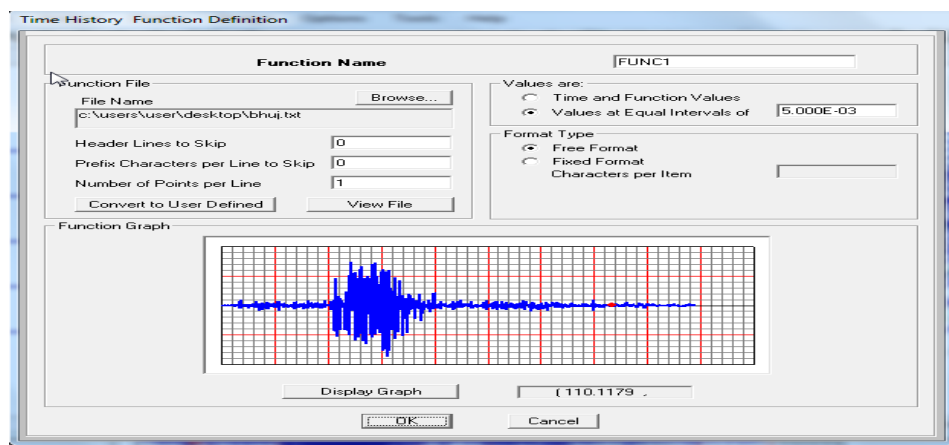 Time History Function Definition
Function Name
FUNC1
Function File
File Name
Browse...
c:\users\user\desktop\bhuj.txt
Header Lines to Skip
0
Prefix Characters per Line to Skip
0
Number of Points per Line
1
Convert to User Defined
View File
Values are:
Time and Function Values
Values at Equal Intervals of
5.000E-03
Format Type
Free Format
Fixed Format
Characters per Item
Function Graph
Display Graph
( 110.1179 ,
OK
Cancel